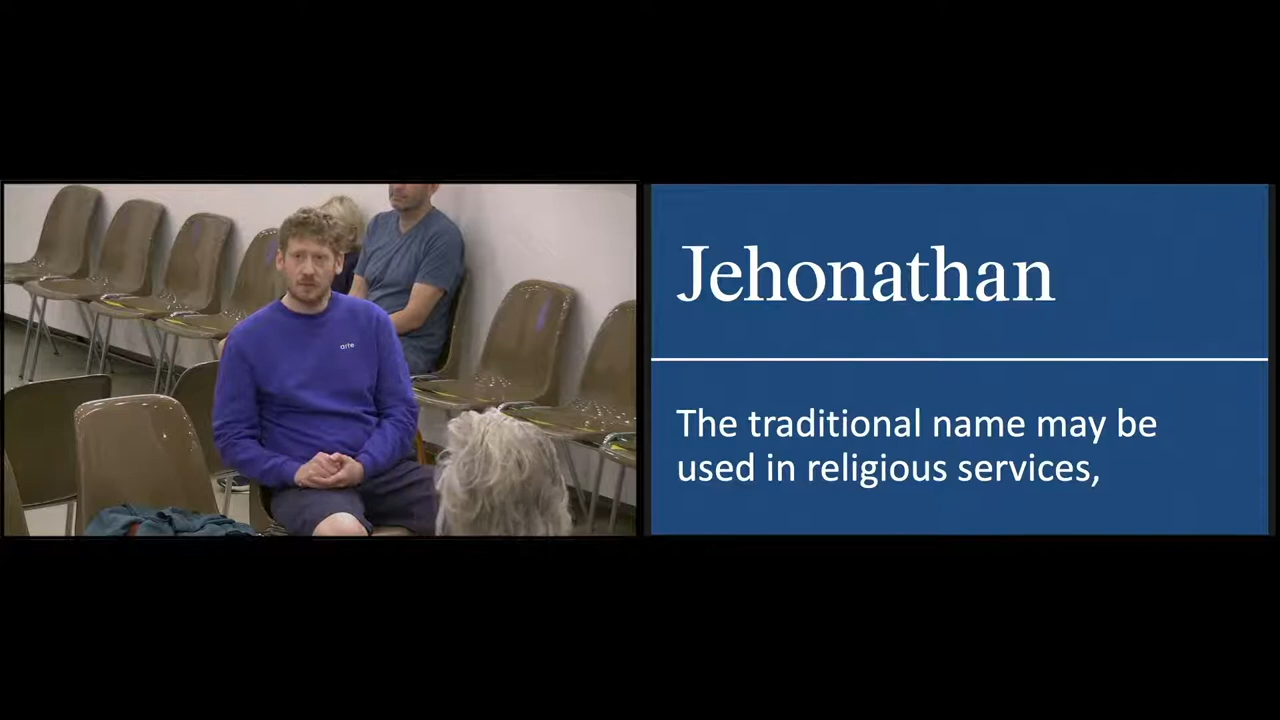 arte
Jehonathan
The traditional name may be
used in religious services,